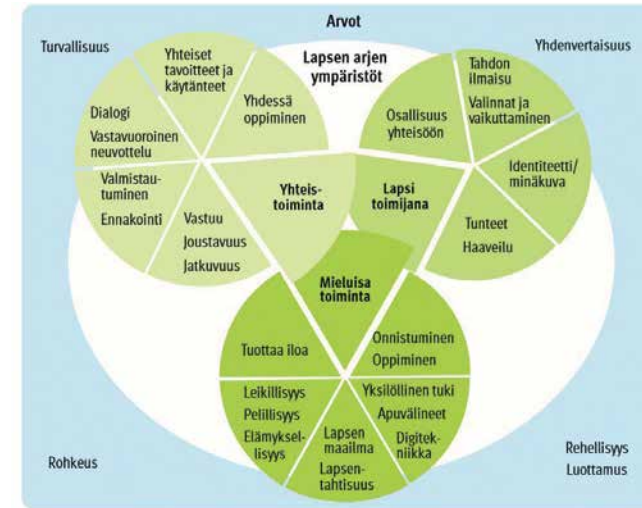 Arvot
Turvallisuus
Yhdenvertaisuus
Lapsen arjen
ympäristöt
Yhteiset
tavoitteet ja
käytänteet
Yhdessä
oppiminen
Dialogi
Vastavuoroinen
neuvottelu
Valmistau-
tuminen
Ennakointi
Vastuu
Joustavuus
Jatkuvuus
Yhteis-
toiminta
Osallisuus
yhteisöön
Tahdon
ilmaisu
Valinnat ja
vaikuttaminen
Identiteetti/
minäkuva
Tunteet
Haaveilu
Lapsi
toimijana
Mieluisa
toiminta
Tuottaa iloa
Onnistuminen
Oppiminen
Leikillisyys
Pelillisyys
Elämyksel-
lisyys
Lapsen
maailma
Lapsen-
tahtisuus
Yksilöllinen tuki
Apuvälineet
Digitek-
niikka
Rohkeus
Rehellisyys
Luottamus